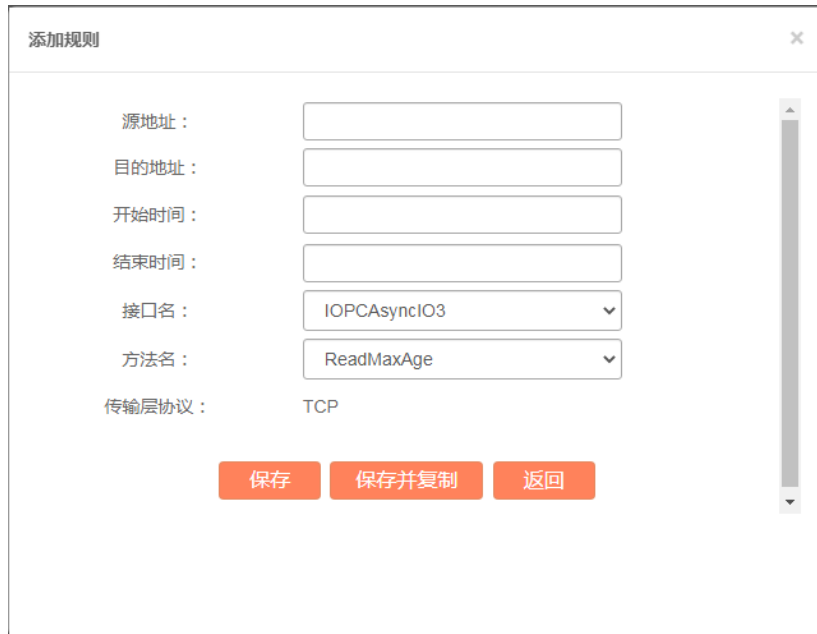 添加规则 ×
源地址：
目的地址：
开始时间：
结束时间：
接口名： IOPCAsyncIO3
方法名： ReadMaxAge
传输层协议： TCP
保存 保存并复制 返回